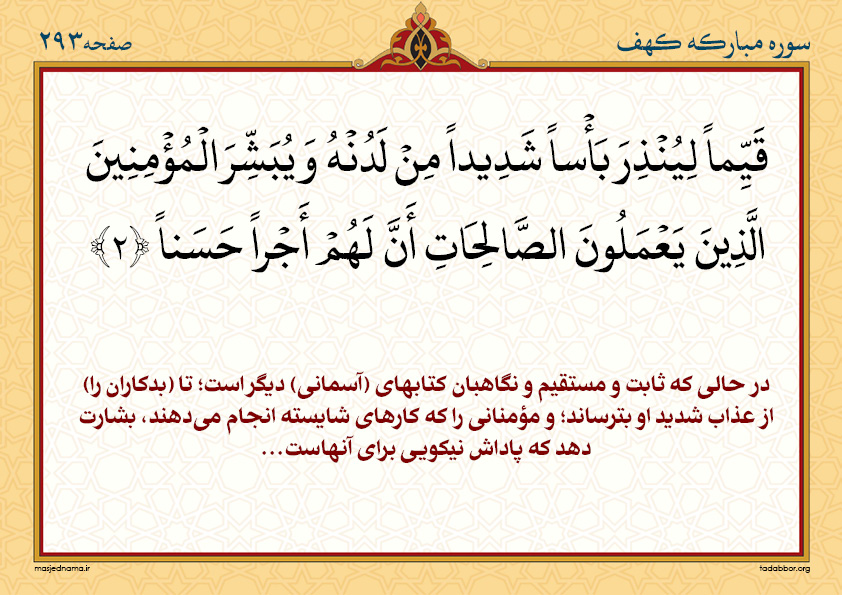 سوره مبارکه کهف
صفحه ۲۹۳
قَيِّماً لِيُنْذِرَ بَأْساً شَدِيداً مِنْ لَدُنْهُ وَ يُبَشِّرَ الْمُؤْمِنِينَ
الَّذِينَ يَعْمَلُونَ الصَّالِحَاتِ أَنَّ لَهُمْ أَجْراً حَسَناً ﴿۲﴾
در حالی که ثابت و مستقیم و نگاهبان کتابهای (آسمانی) دیگر است؛ تا (بدکاران را)
از عذاب شدید او بترساند؛ و مؤمنانی را که کارهای شایسته انجام می‌دهند، بشارت
دهد که پاداش نیکویی برای آنهاست...
masjednama.ir
tadabbor.org